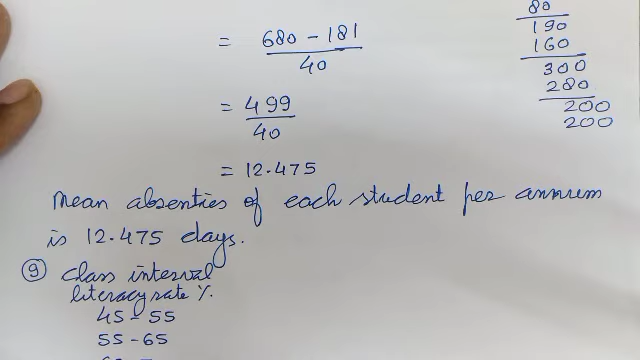 = 680 - 181
40
= 499
40
= 12.475
80
190
160
300
280
200
200
Mean absenties of each student per annum
is 12.475 days.
9 Class interval
literacy rate %.
45 - 55
55 - 65